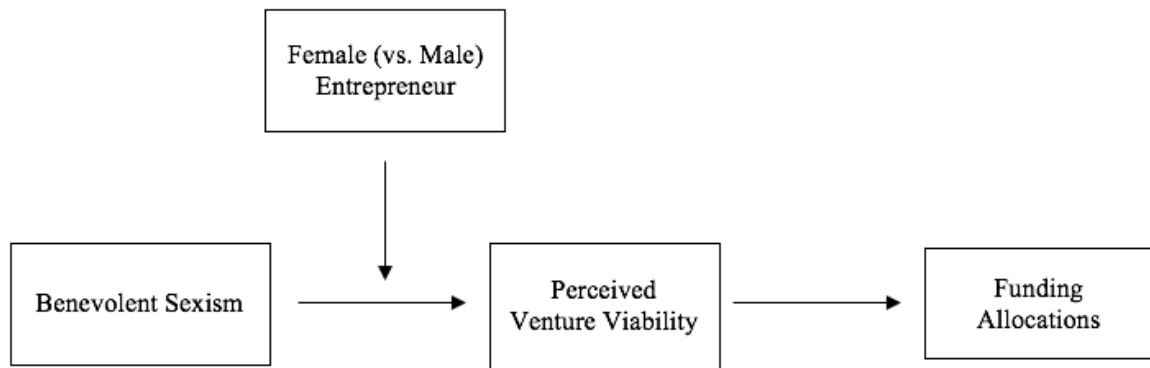 Female (vs. Male)
Entrepreneur
Benevolent Sexism
Perceived
Venture Viability
Funding
Allocations